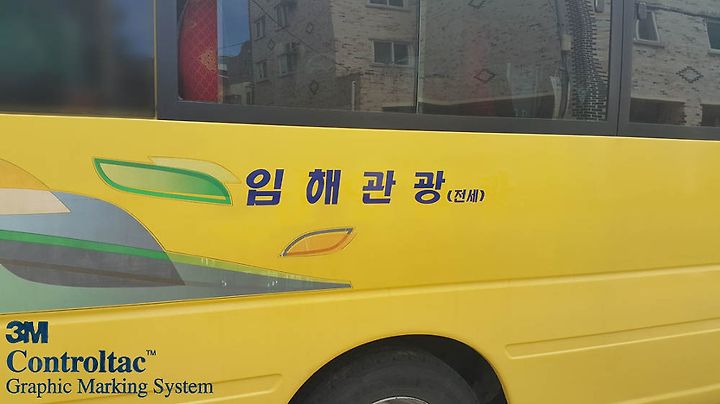 임해관광(전세)
3M
Controltac™
Graphic Marking System